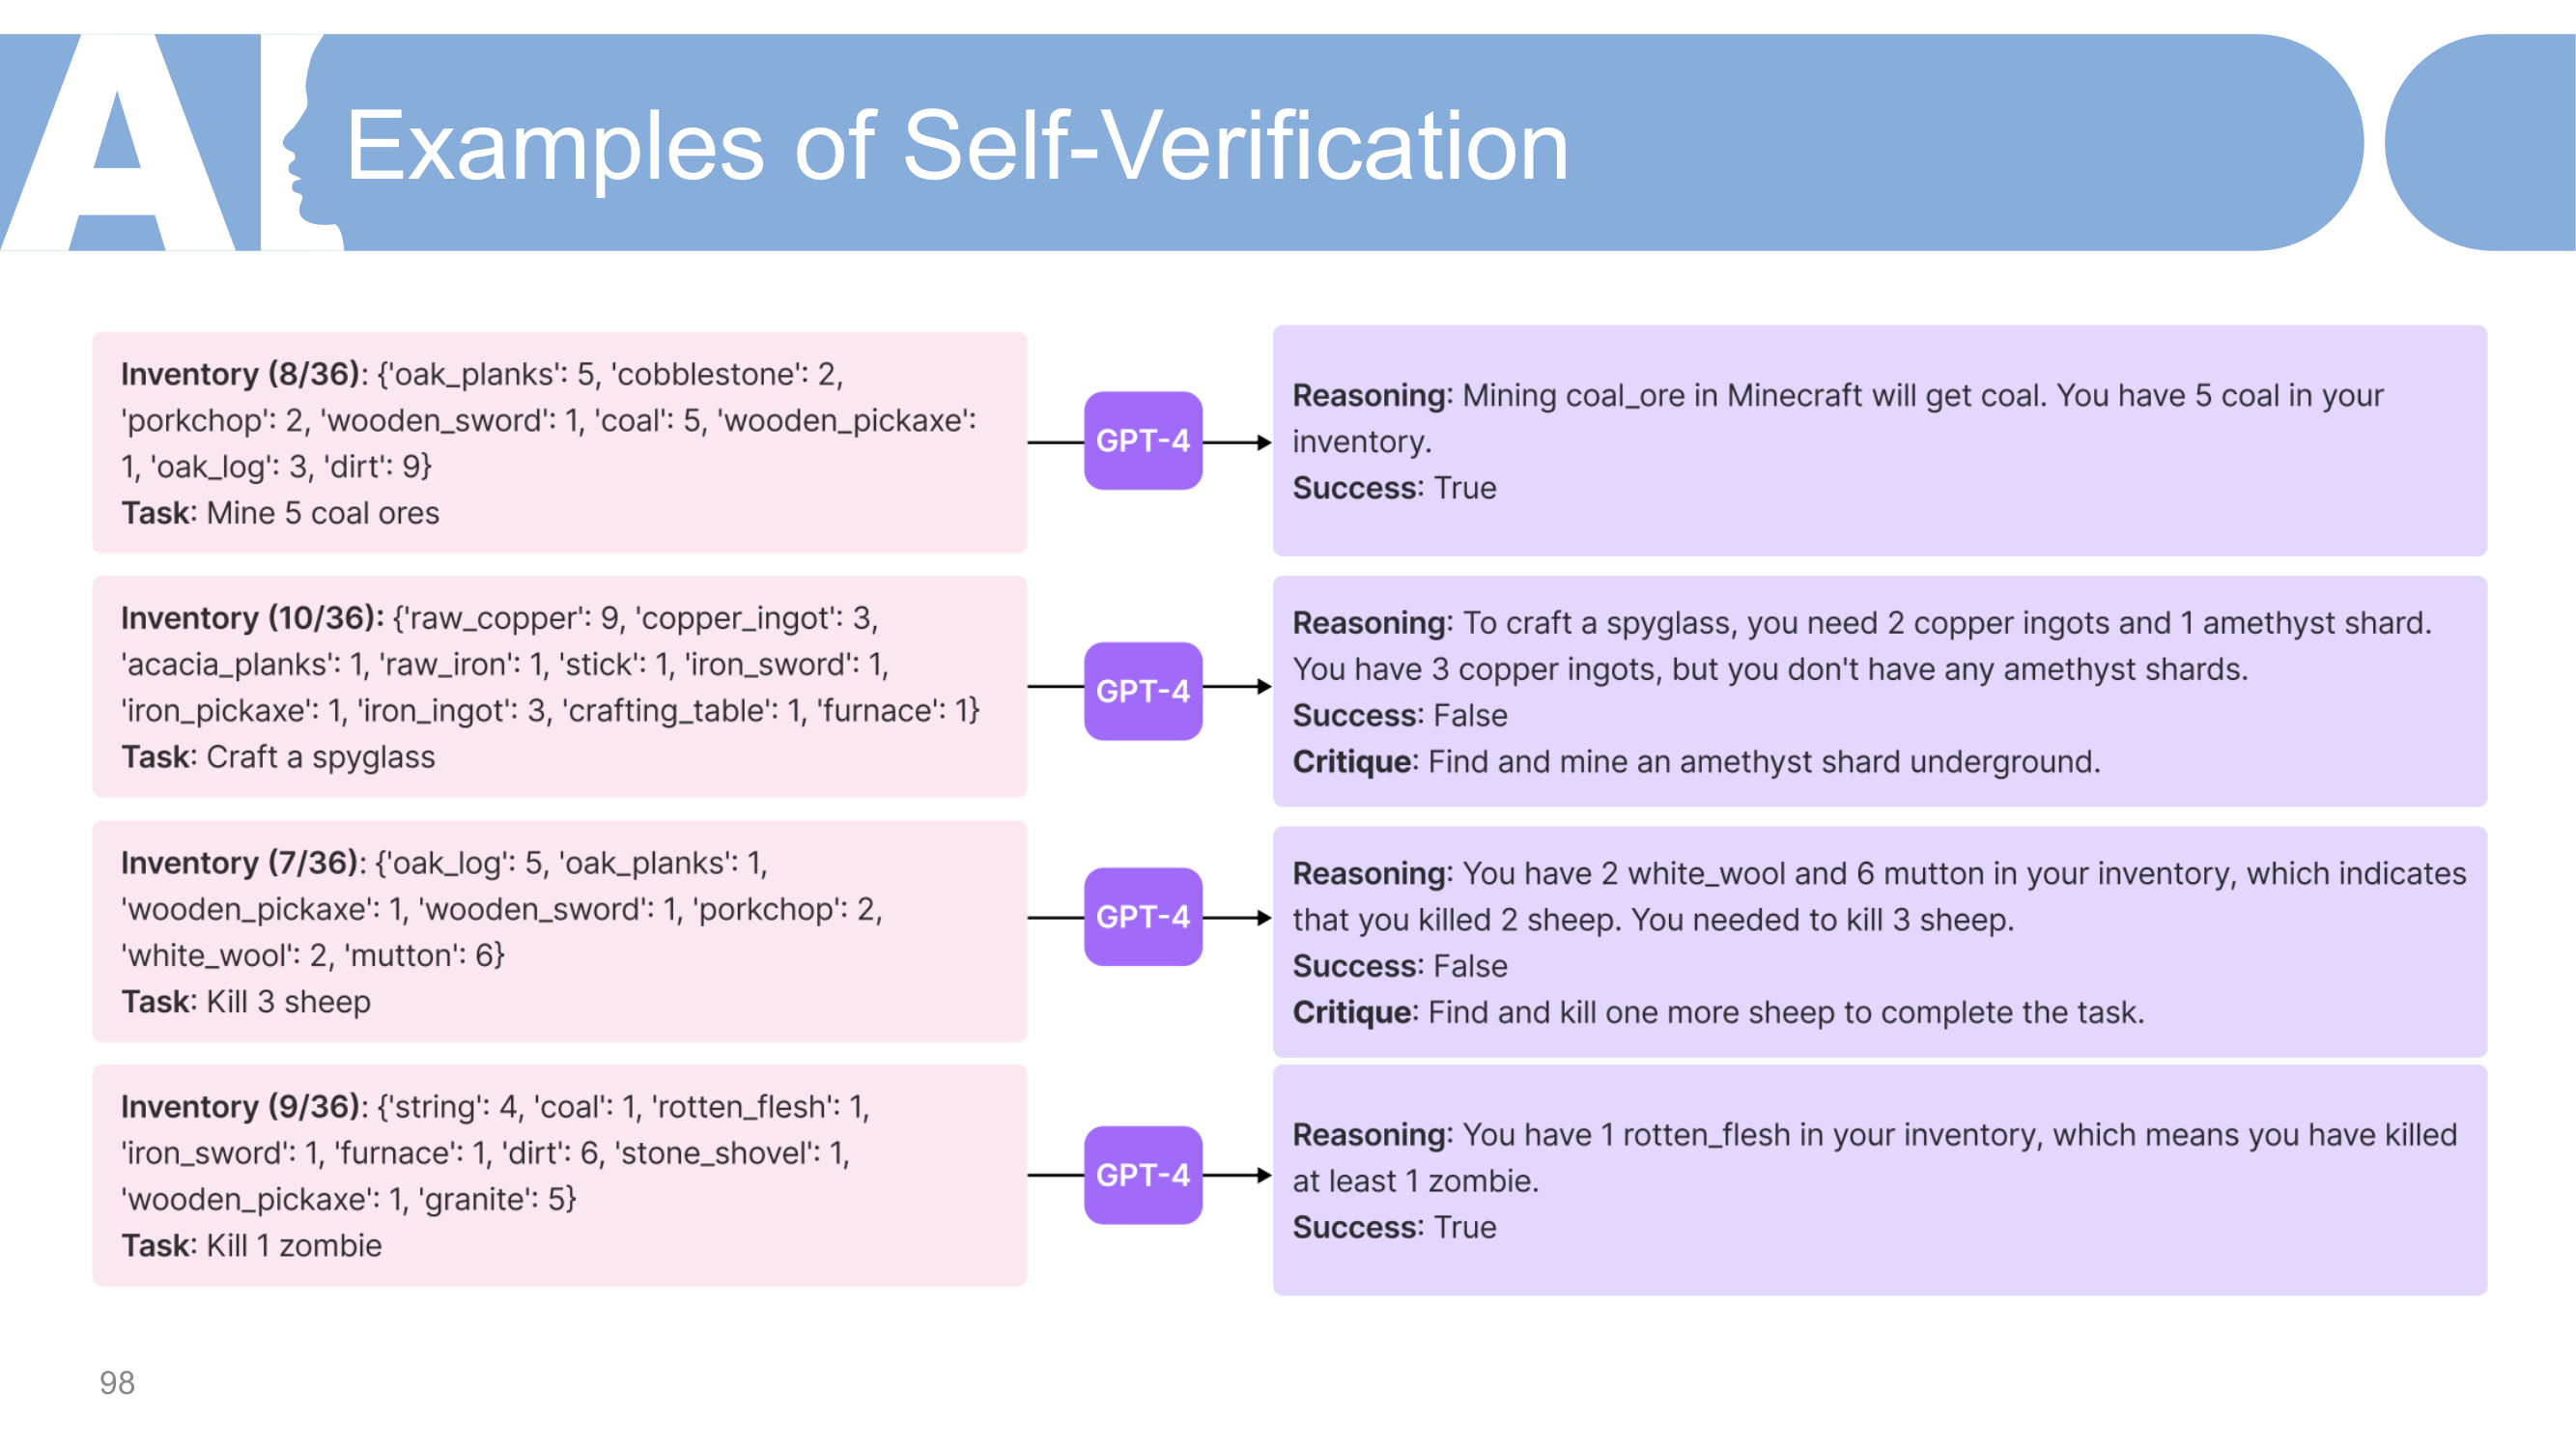 AI
Examples of Self-Verification
Inventory (8/36): {'oak_planks': 5, 'cobblestone': 2,
'porkchop': 2, 'wooden_sword': 1, 'coal': 5, 'wooden_pickaxe':
1, 'oak_log': 3, 'dirt': 9}
Task: Mine 5 coal ores
GPT-4
Reasoning: Mining coal_ore in Minecraft will get coal. You have 5 coal in your
inventory.
Success: True
Inventory (10/36): {'raw_copper': 9, 'copper_ingot': 3,
'acacia_planks': 1, 'raw_iron': 1, 'stick': 1, 'iron_sword': 1,
'iron_pickaxe': 1, 'iron_ingot': 3, 'crafting_table': 1, 'furnace': 1}
Task: Craft a spyglass
GPT-4
Reasoning: To craft a spyglass, you need 2 copper ingots and 1 amethyst shard.
You have 3 copper ingots, but you don't have any amethyst shards.
Success: False
Critique: Find and mine an amethyst shard underground.
Inventory (7/36): {'oak_log': 5, 'oak_planks': 1,
'wooden_pickaxe': 1, 'wooden_sword': 1, 'porkchop': 2,
'white_wool': 2, 'mutton': 6}
Task: Kill 3 sheep
GPT-4
Reasoning: You have 2 white_wool and 6 mutton in your inventory, which indicates
that you killed 2 sheep. You needed to kill 3 sheep.
Success: False
Critique: Find and kill one more sheep to complete the task.
Inventory (9/36): {'string': 4, 'coal': 1, 'rotten_flesh': 1,
'iron_sword': 1, 'furnace': 1, 'dirt': 6, 'stone_shovel': 1,
'wooden_pickaxe': 1, 'granite': 5}
Task: Kill 1 zombie
GPT-4
Reasoning: You have 1 rotten_flesh in your inventory, which means you have killed
at least 1 zombie.
Success: True
98